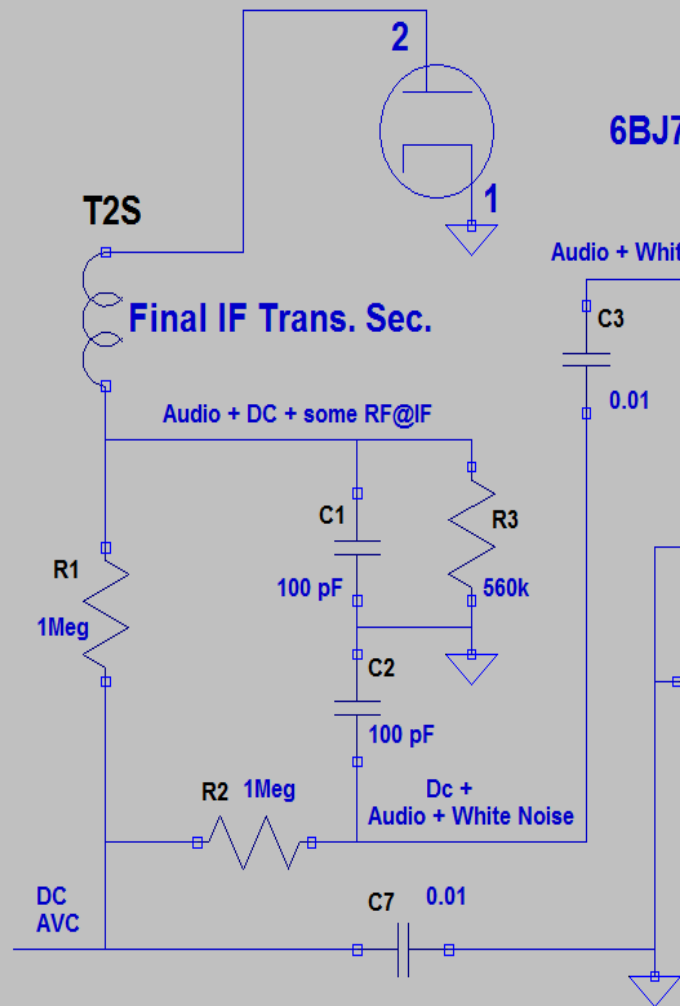 2
6BJ7
1
T2S
Audio + Whit
Final IF Trans. Sec.
C3
0.01
Audio + DC + some RF@IF
C1
R3
R1
100 pF
560k
1Meg
C2
100 pF
R2
1Meg
Dc +
Audio + White Noise
DC
AVC
C7
0.01